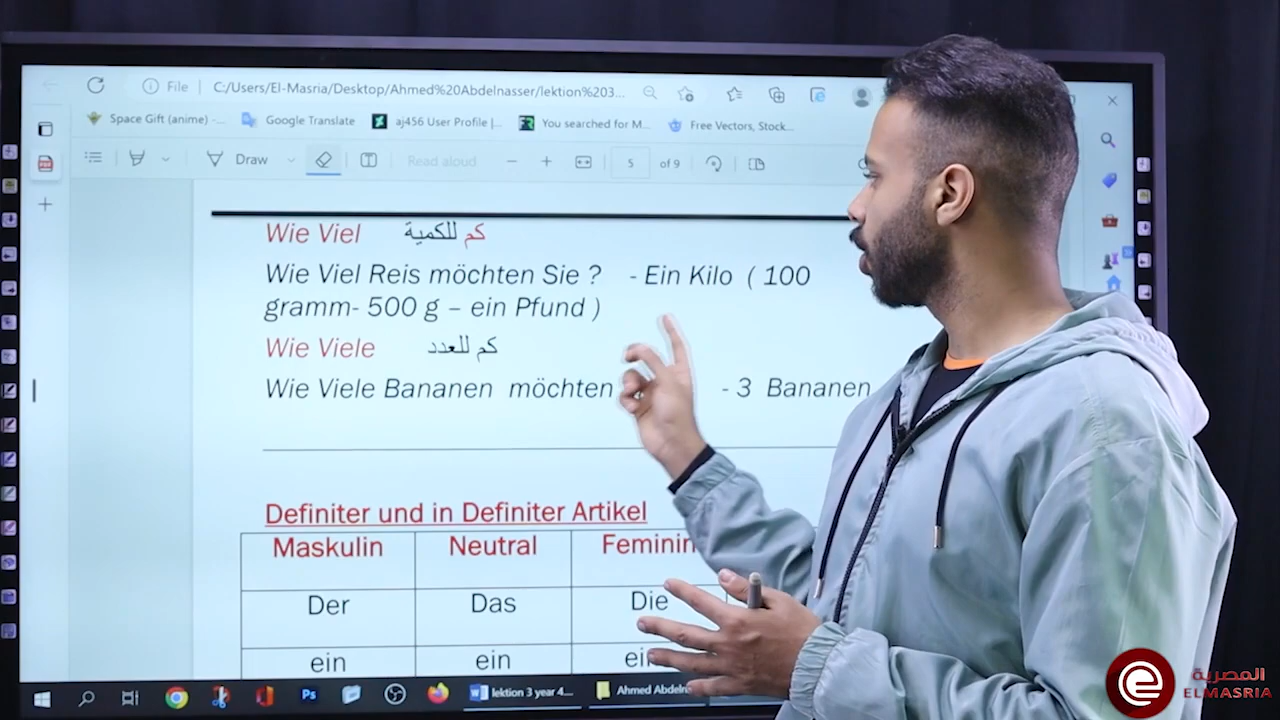 File
C:/Users/El-Masria/Desktop/Ahmed%20Abdelnasser/lektion%203...
Space Gift (anime) -...
Google Translate
aj456 User Profile |...
You searched for M...
Free Vectors, Stock...
Draw
Read aloud
5 of 9
Wie Viel كم للكمية
Wie Viel Reis möchten Sie ? - Ein Kilo ( 100
gramm- 500 g – ein Pfund )
Wie Viele كم للعدد
Wie Viele Bananen möchten - 3 Bananen
Definiter und in Definiter Artikel
Maskulin Neutral Feminin
Der Das Die
ein ein
lektion 3 year 4...
Ahmed Abdeln
المصرية
ELMASRIA